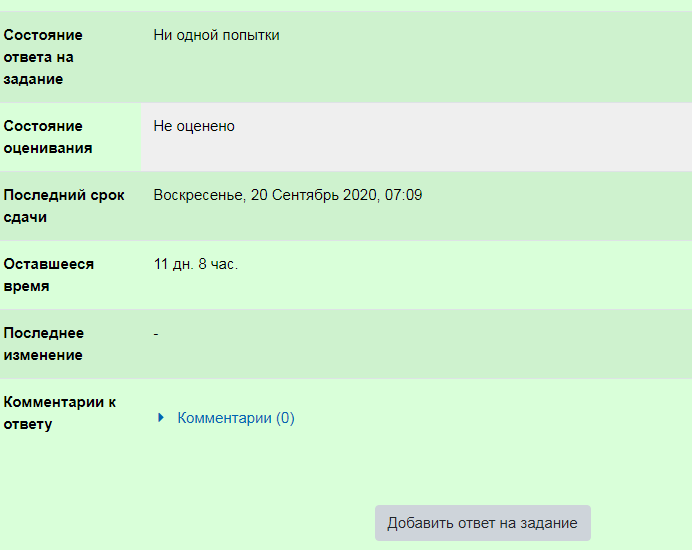 Состояние
ответа на
задание
Ни одной попытки
Состояние
оценивания
Не оценено
Последний срок
сдачи
Воскресенье, 20 Сентябрь 2020, 07:09
Оставшееся
время
11 дн. 8 час.
Последнее
изменение
-
Комментарии к
ответу
Комментарии (0)
Добавить ответ на задание